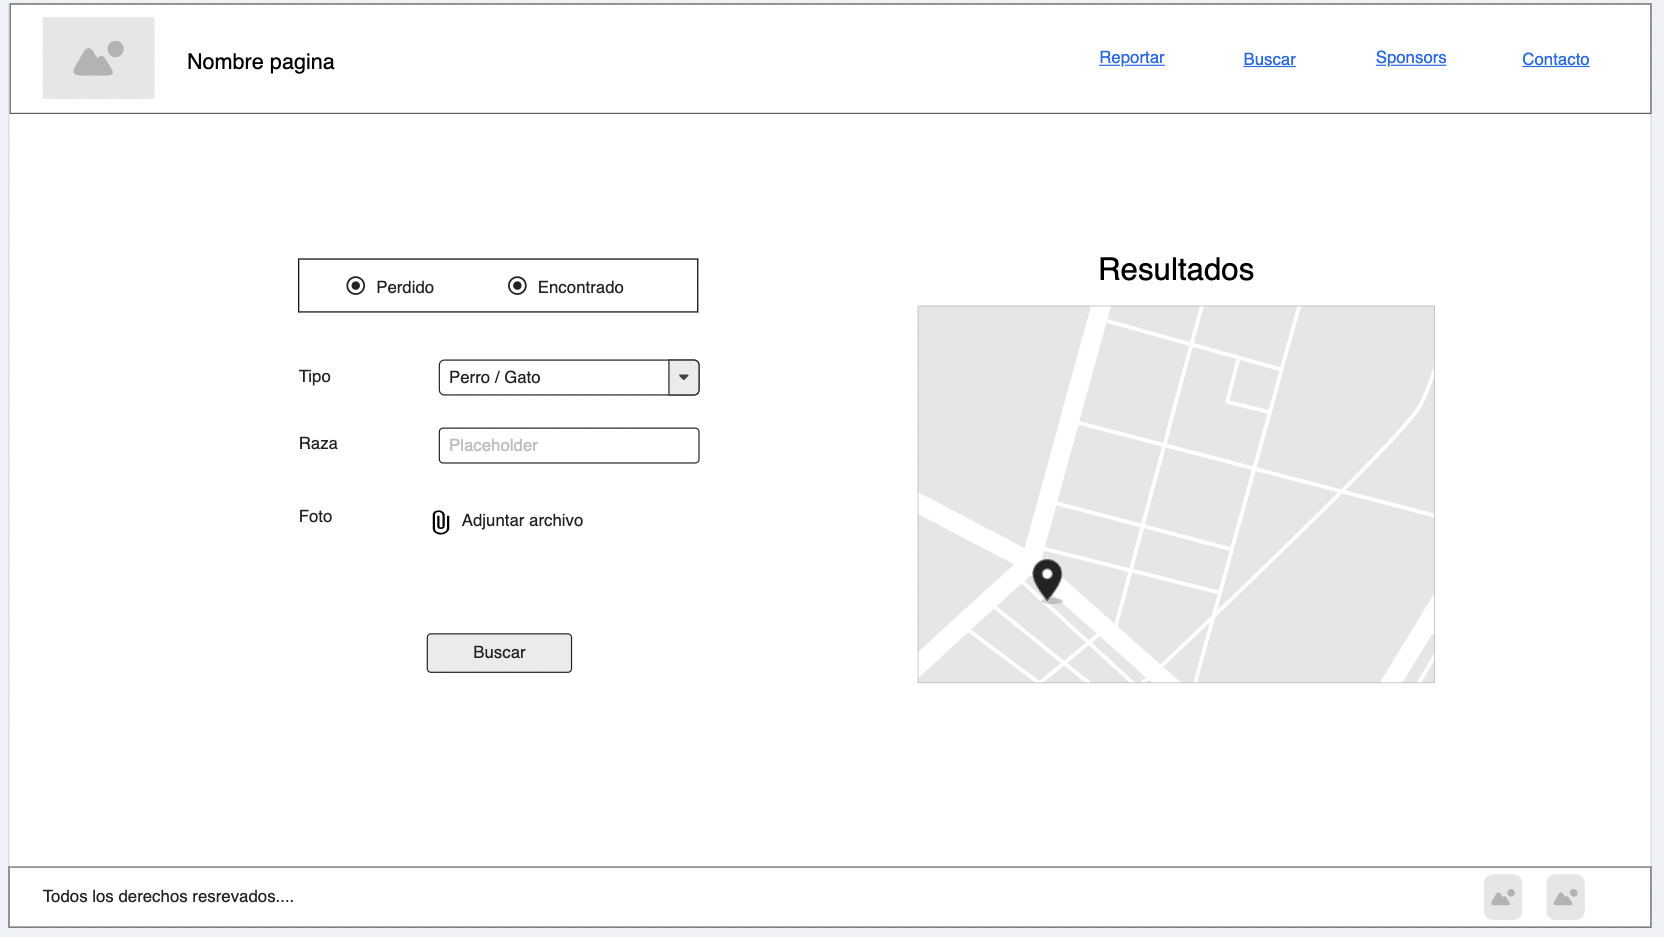 Nombre pagina
Reportar
Buscar
Sponsors
Contacto
Perdido
Encontrado
Resultados
Tipo
Perro / Gato
Raza
Placeholder
Foto
Adjuntar archivo
Buscar
Todos los derechos resrevados....